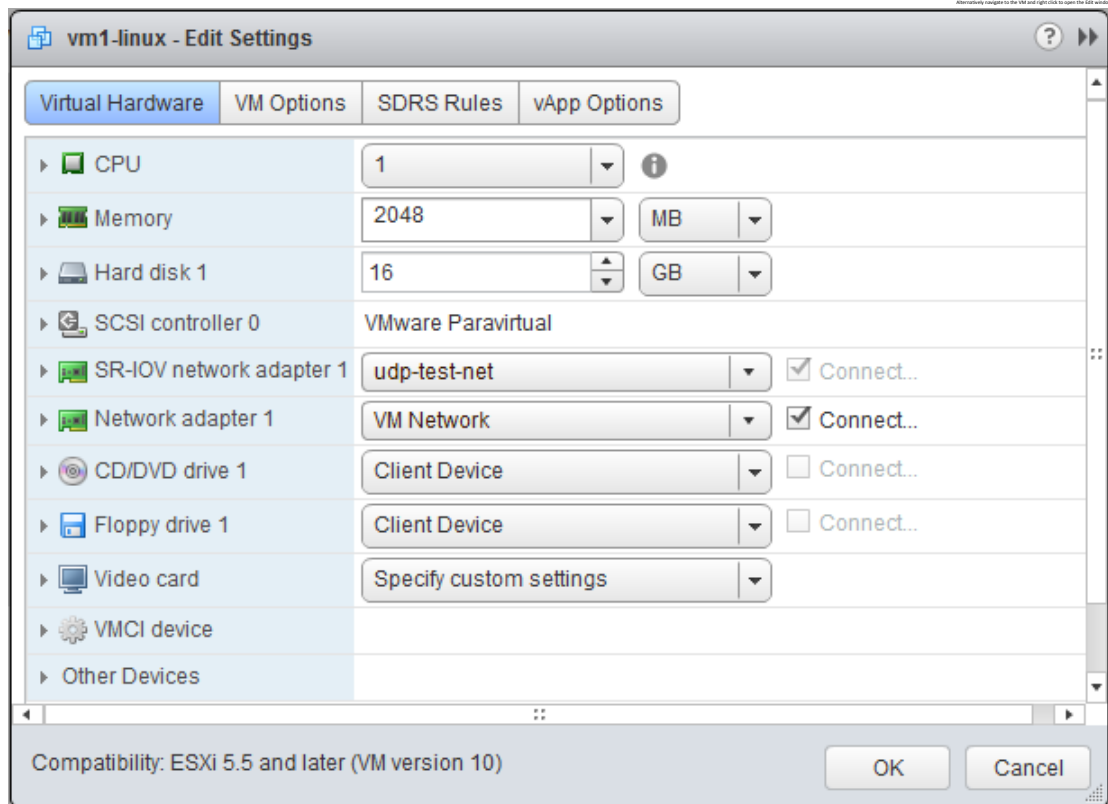 Alternatively navigate to the VM and right click to open the Edit windo
vm1-linux - Edit Settings ?
Virtual Hardware VM Options SDRS Rules vApp Options
CPU 1
Memory 2048 MB
Hard disk 1 16 GB
SCSI controller 0 VMware Paravirtual
SR-IOV network adapter 1 udp-test-net Connect...
Network adapter 1 VM Network Connect...
CD/DVD drive 1 Client Device Connect...
Floppy drive 1 Client Device Connect...
Video card Specify custom settings
VMCI device
Other Devices
Compatibility: ESXi 5.5 and later (VM version 10) OK Cancel